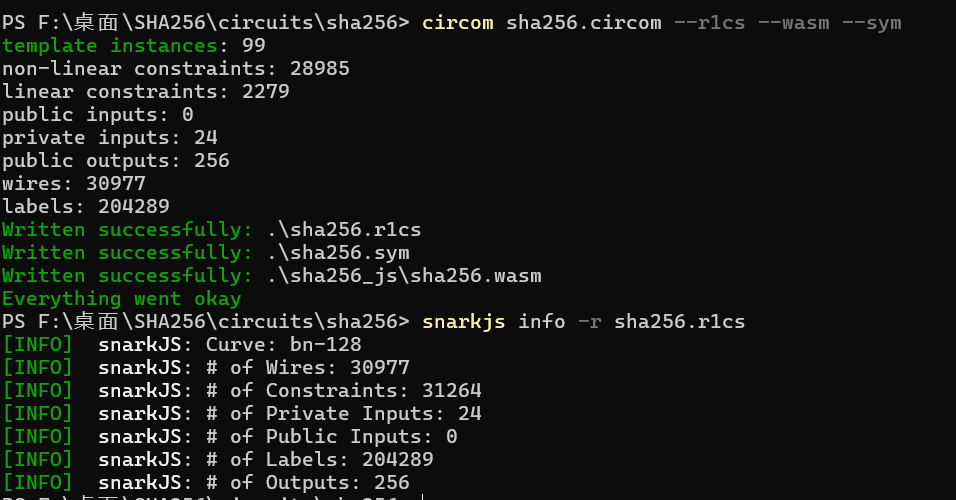 PS F:\桌面\SHA256\circuits\sha256> circom sha256.circom --r1cs --wasm --sym
template instances: 99
non-linear constraints: 28985
linear constraints: 2279
public inputs: 0
private inputs: 24
public outputs: 256
wires: 30977
labels: 204289
Written successfully: .\sha256.r1cs
Written successfully: .\sha256.sym
Written successfully: .\sha256_js\sha256.wasm
Everything went okay
PS F:\桌面\SHA256\circuits\sha256> snarkjs info -r sha256.r1cs
[INFO]  snarkJS: Curve: bn-128
[INFO]  snarkJS: # of Wires: 30977
[INFO]  snarkJS: # of Constraints: 31264
[INFO]  snarkJS: # of Private Inputs: 24
[INFO]  snarkJS: # of Public Inputs: 0
[INFO]  snarkJS: # of Labels: 204289
[INFO]  snarkJS: # of Outputs: 256